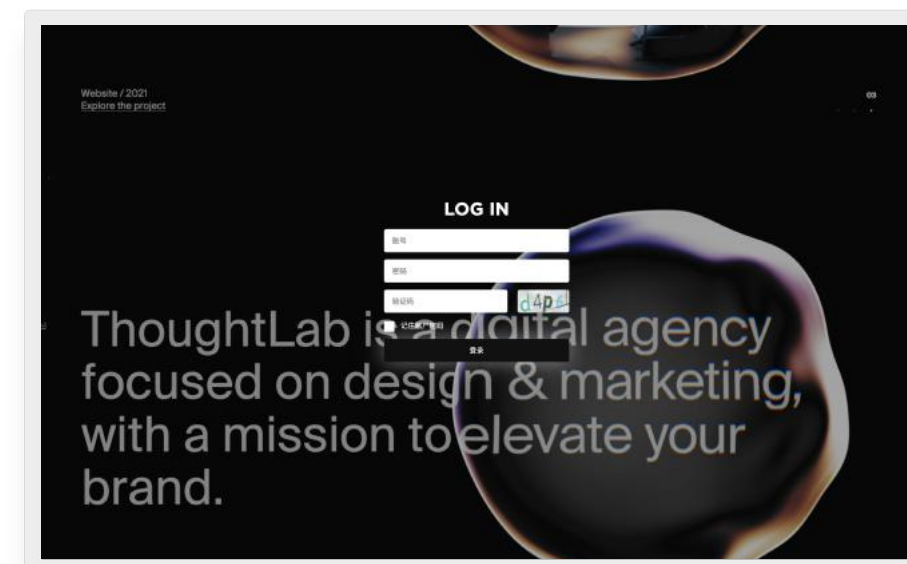 Website / 2021
Explore the project
03
LOG IN
账号
密码
验证码
d4p6
记住账户密码
登录
ThoughtLab is a digital agency
focused on design & marketing,
with a mission to elevate your
brand.